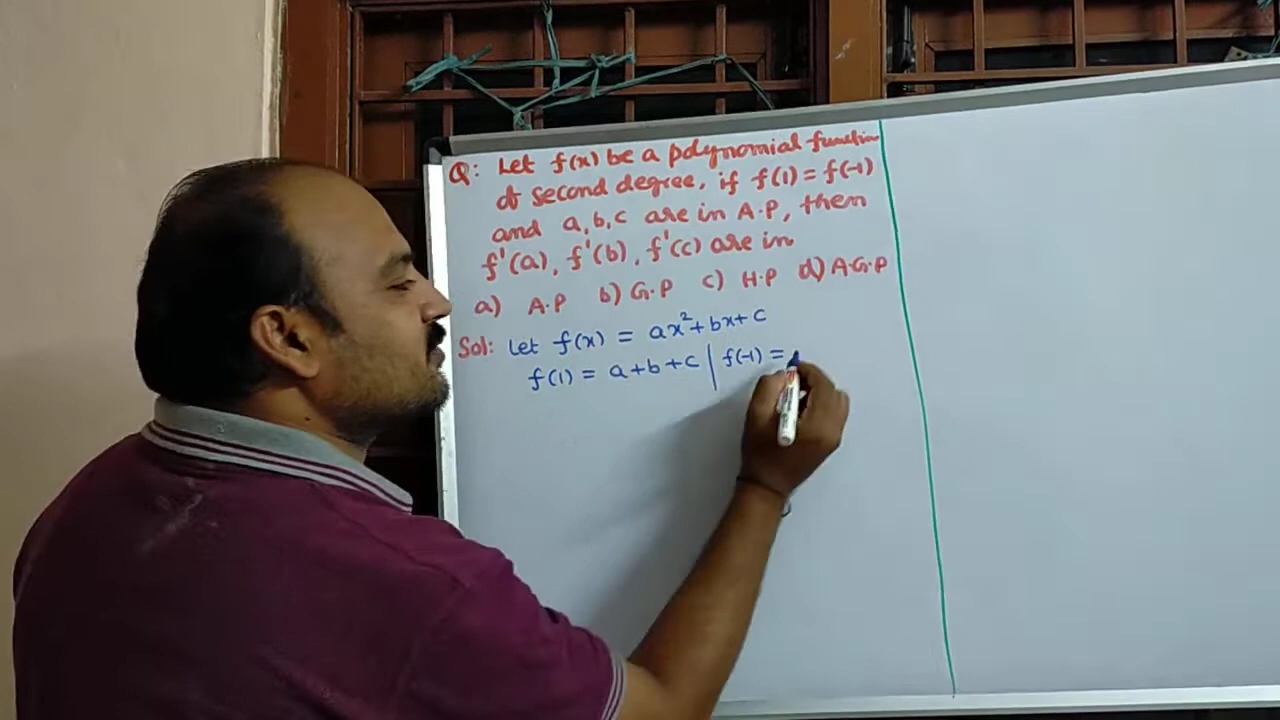 Q: Let f(x) be a polynomial function
of second degree, if f(1) = f(-1)
and a, b, c are in A.P, then
f'(a), f'(b), f'(c) are in
a) A.P b) G.P c) H.P d) A.G.P
Sol: Let f(x) = ax²+bx+c
f(1) = a+b+c | f(-1) =